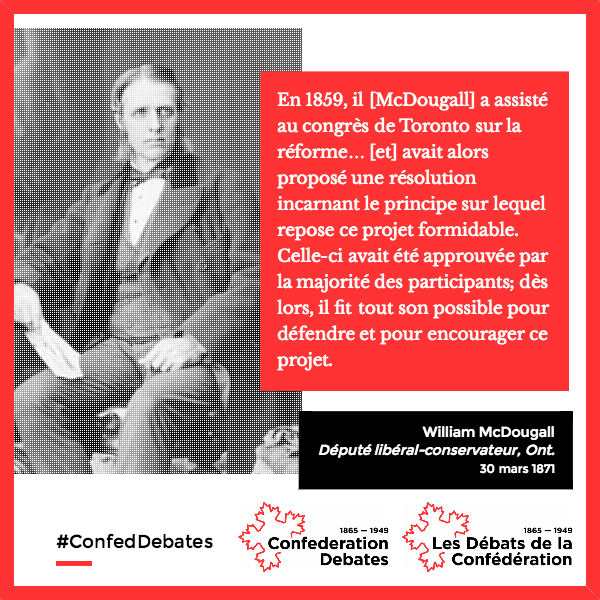 En 1859, il [McDougall] a assisté
au congrès de Toronto sur la
réforme… [et] avait alors
proposé une résolution
incarnant le principe sur lequel
repose ce projet formidable.
Celle-ci avait été approuvée par
la majorité des participants; dès
lors, il fit tout son possible pour
défendre et pour encourager ce
projet.
William McDougall
Député libéral-conservateur, Ont.
30 mars 1871
#ConfedDebates
1865 — 1949
Confederation
Debates
1865 — 1949
Les Débats de la
Confédération